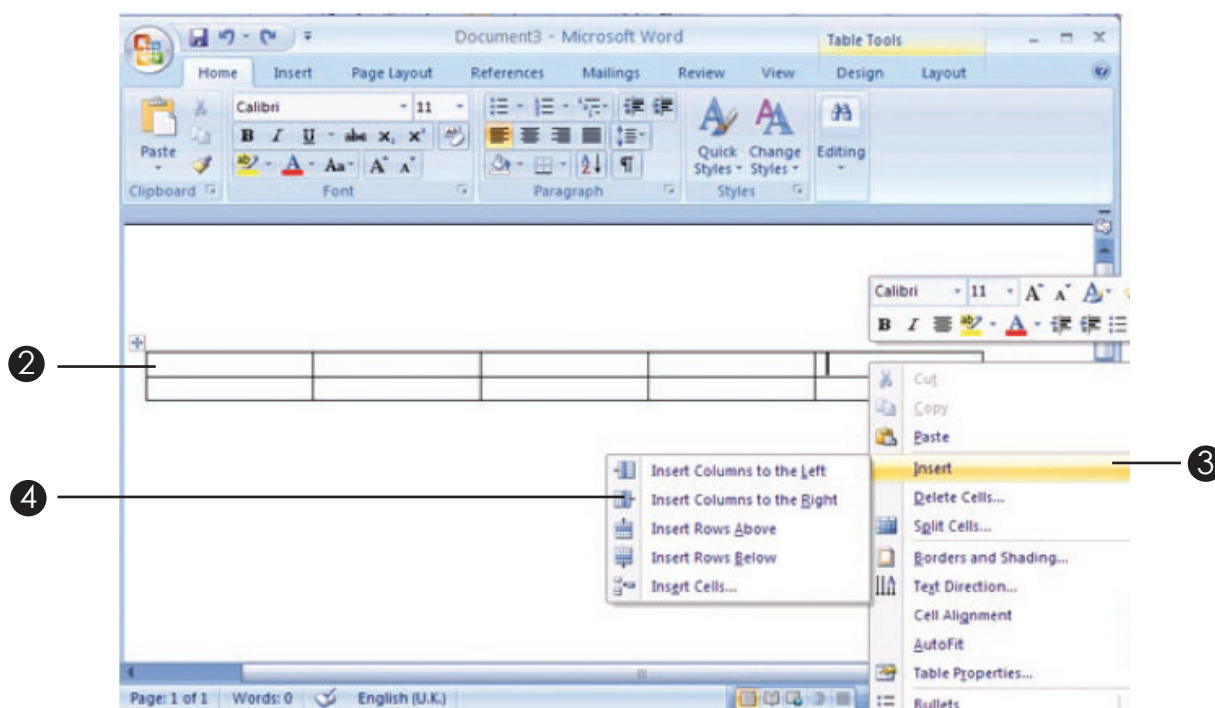 Document3 - Microsoft Word
Table Tools
Home Insert Page Layout References Mailings Review View Design Layout
Calibri 11
B I U abe X, X' Aa A A
Paste
Quick Styles
Change Styles
Editing
Clipboard
Font
Paragraph
Styles
Calibri 11 A A A
B I A
2
Cut
Copy
Paste
Insert
3
Delete Cells...
Split Cells...
Borders and Shading...
Text Direction...
Cell Alignment
AutoFit
Table Properties...
Bullets
Insert Columns to the Left
4
Insert Columns to the Right
Insert Rows Above
Insert Rows Below
Insert Cells...
Page: 1 of 1 Words: 0 English (U.K.)